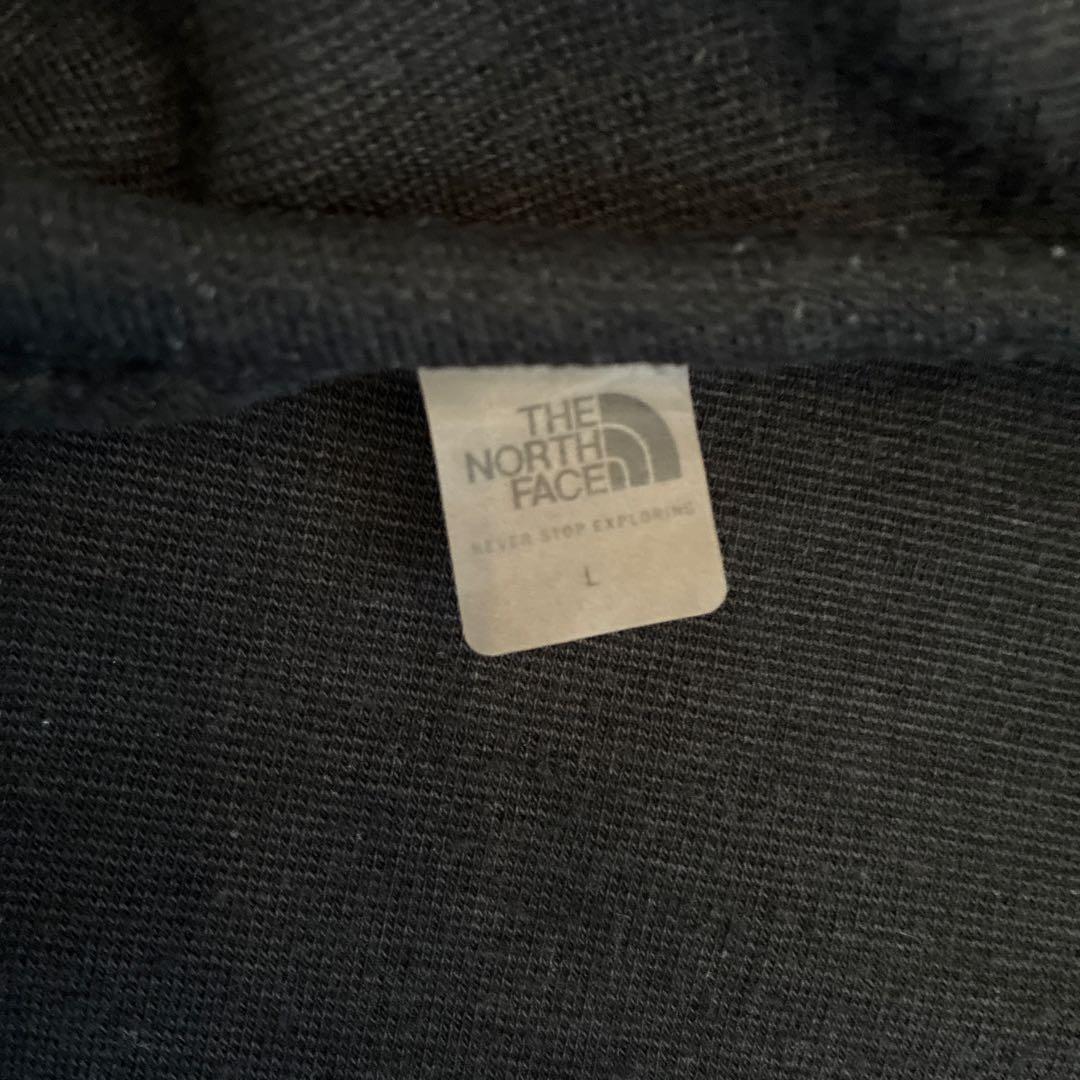 THE
NORTH
FACE
NEVER STOP EXPLORING
L